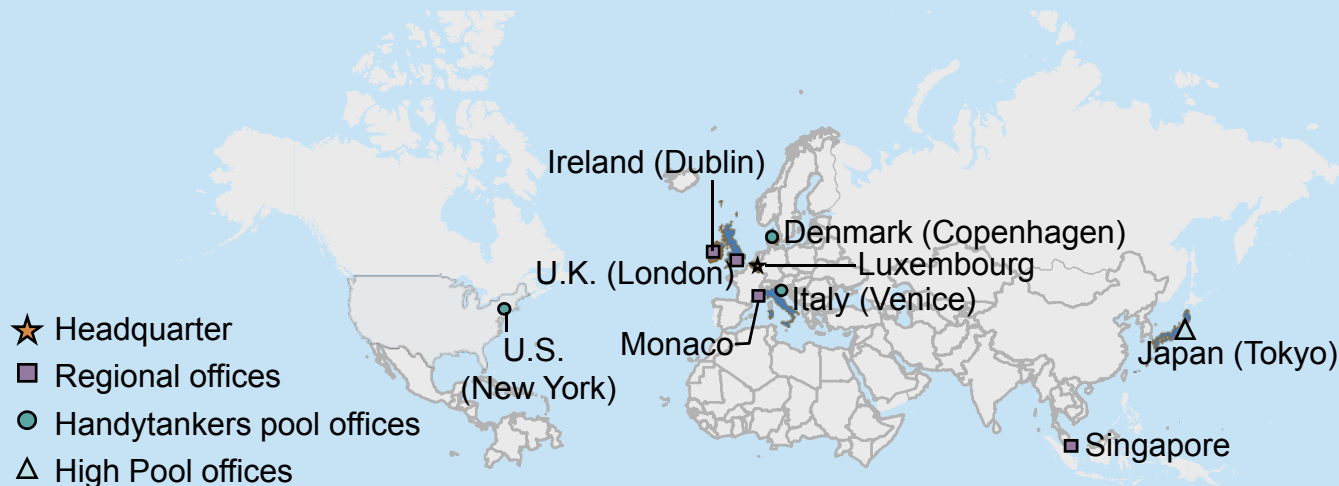 Ireland (Dublin)
Denmark (Copenhagen)
Luxembourg
U.K. (London)
Italy (Venice)
Monaco
U.S.
(New York)
Japan (Tokyo)
Singapore
Headquarter
Regional offices
Handytankers pool offices
High Pool offices